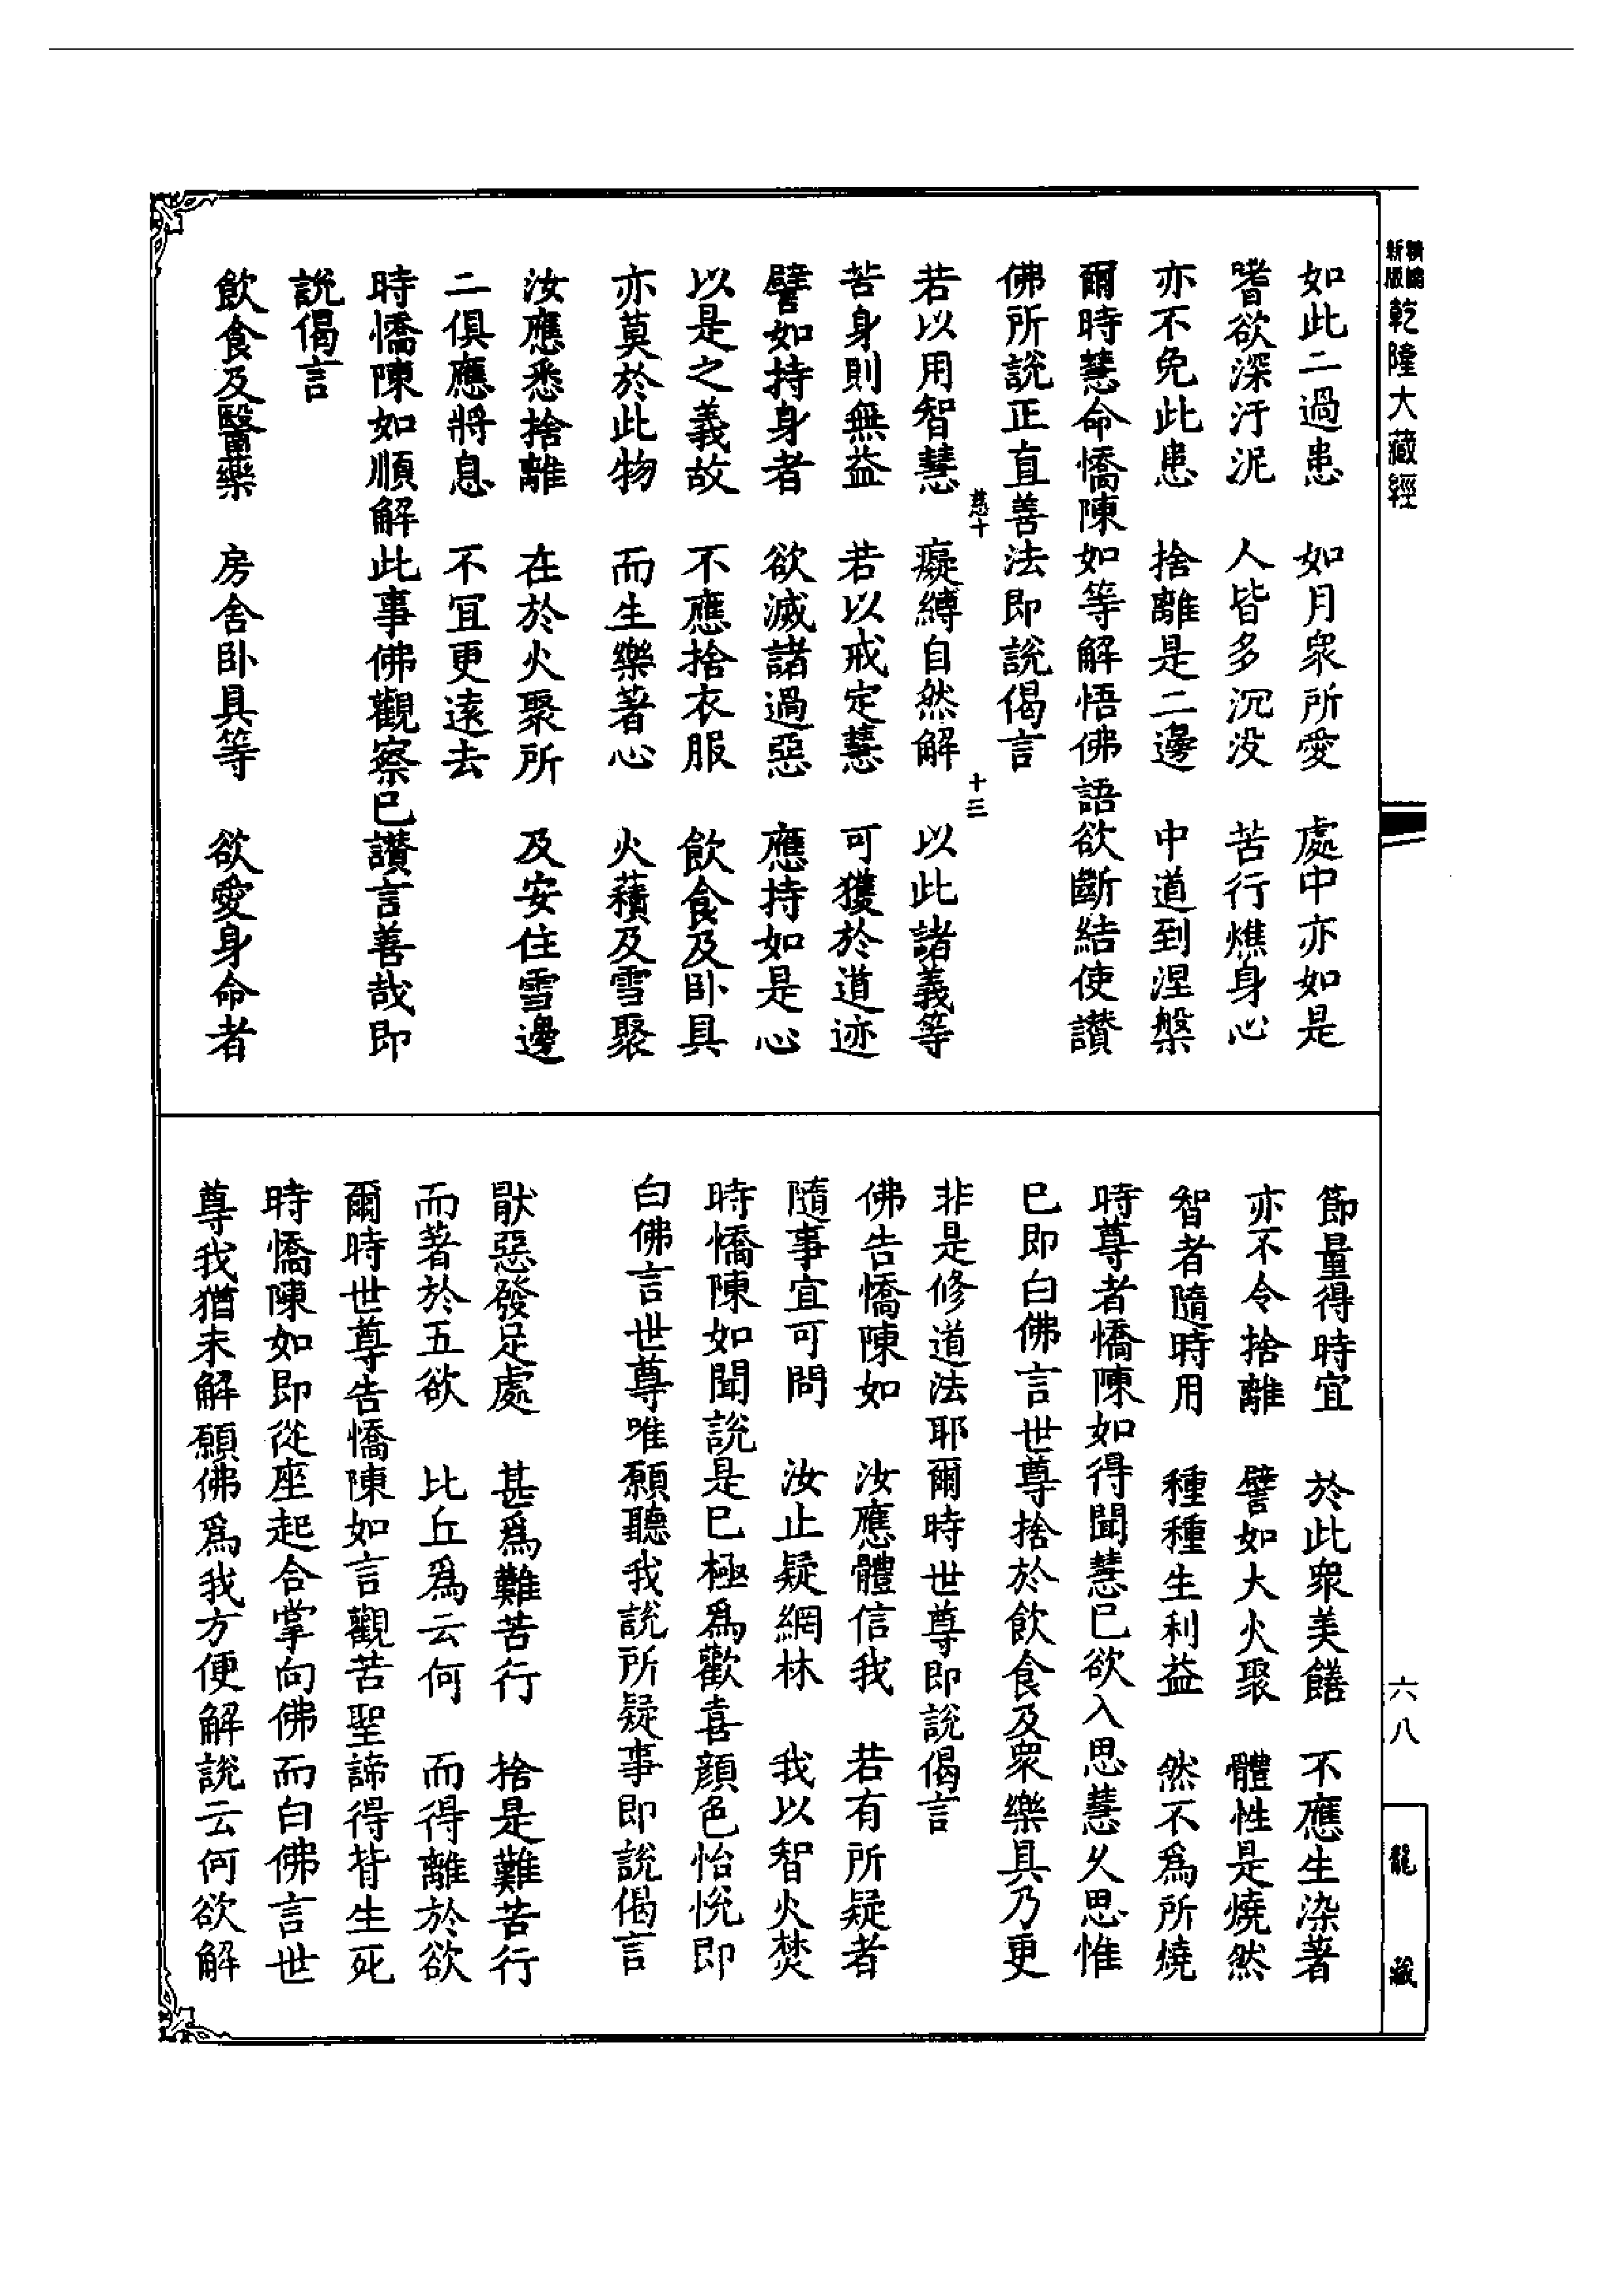 新版 精編 乾隆大藏經
如此二過患　如月衆所愛　處中亦如是
嗜欲深汙泥　人皆多沉没　苦行燋身心
亦不免此患　捨離是二邊　中道到涅槃
爾時慧命憍陳如等解悟佛語欲斷結使讃
佛所説正直善法即説偈言
慈十　十三
若以用智慧　癡縛自然解　以此諸義等
苦身則無益　若以戒定慧　可獲於道迹
譬如持身者　欲滅諸過惡　應持如是心
以是之義故　不應捨衣服　飲食及卧具
亦莫於此物　而生樂著心　火積及雪聚
汝應悉捨離　在於火聚所　及安住雪邊
二俱應將息　不宜更遠去
時憍陳如順解此事佛觀察已讃言善哉即
説偈言
飲食及醫藥　房舍卧具等　欲愛身命者
節量得時宜　於此衆美饍　不應生染著
亦不令捨離　譬如大火聚　體性是燒然
智者隨時用　種種生利益　然不爲所燒
時尊者憍陳如得聞慧已欲入思慧久思惟
已即白佛言世尊捨於飲食及衆樂具乃更
非是修道法耶爾時世尊即説偈言
佛告憍陳如　汝應體信我　若有所疑者
隨事宜可問　汝止疑網林　我以智火焚
時憍陳如聞説是已極爲歡喜顔色怡悦即
白佛言世尊唯願聽我説所疑事即説偈言
猒惡發足處　甚爲難苦行　捨是難苦行
而著於五欲　比丘爲云何　而得離於欲
爾時世尊告憍陳如言觀苦聖諦得背生死
時憍陳如即從座起合掌向佛而白佛言世
尊我猶未解願佛爲我方便解説云何欲解
六八
龍藏